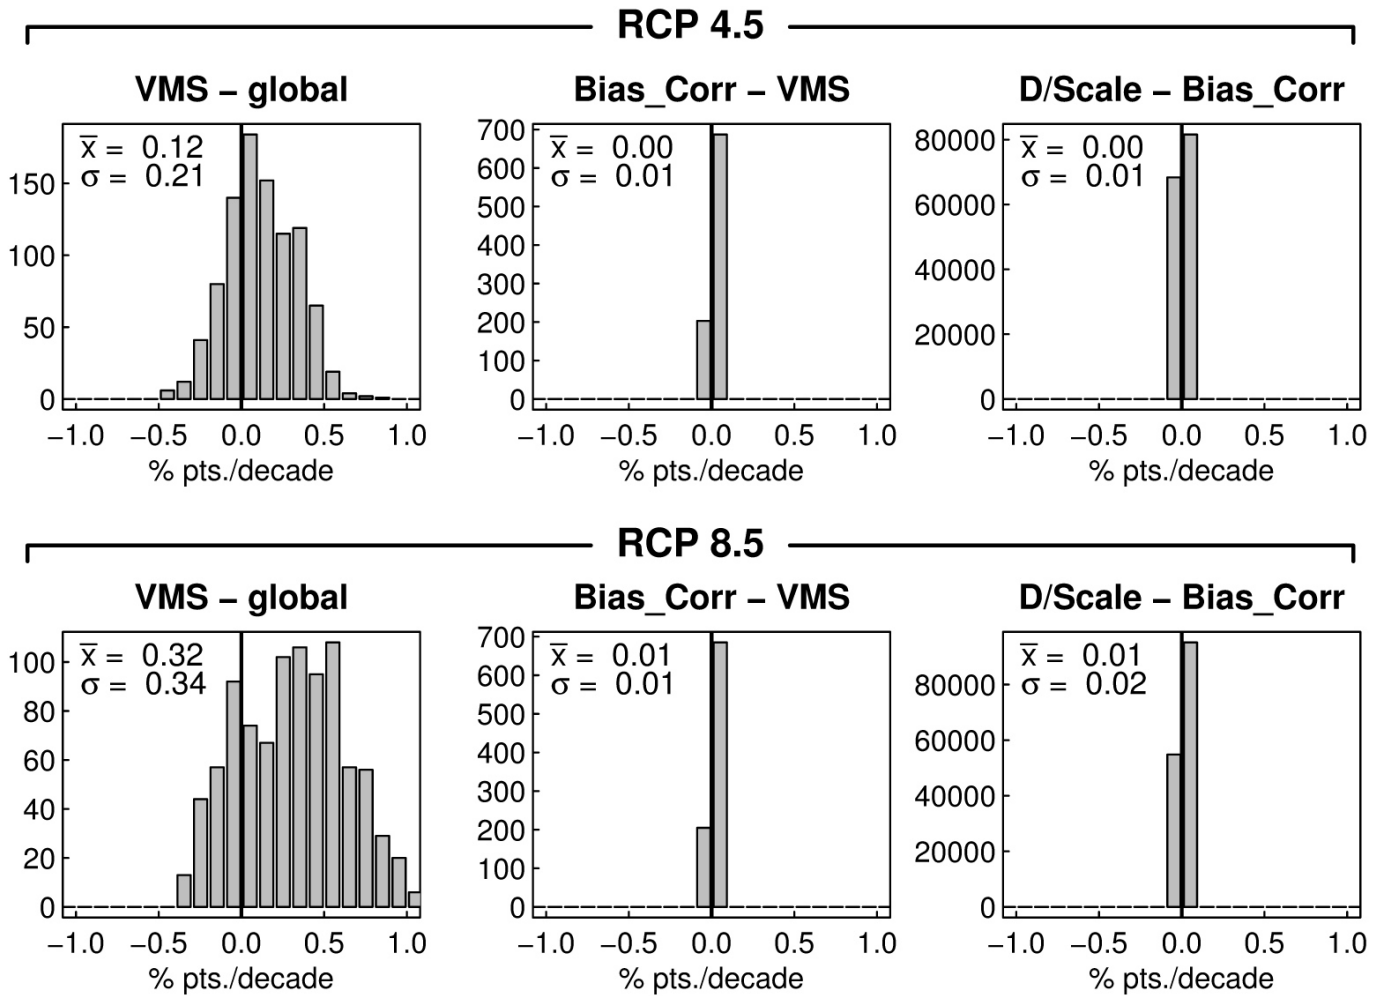 RCP 4.5
VMS – global
Bias_Corr – VMS
D/Scale – Bias_Corr
x̅ = 0.12
σ = 0.21
150
100
50
0
−1.0 −0.5 0.0 0.5 1.0
% pts./decade
x̅ = 0.00
σ = 0.01
700
600
500
400
300
200
100
0
−1.0 −0.5 0.0 0.5 1.0
% pts./decade
x̅ = 0.00
σ = 0.01
80000
60000
40000
20000
0
−1.0 −0.5 0.0 0.5 1.0
% pts./decade
RCP 8.5
VMS – global
Bias_Corr – VMS
D/Scale – Bias_Corr
x̅ = 0.32
σ = 0.34
100
80
60
40
20
0
−1.0 −0.5 0.0 0.5 1.0
% pts./decade
x̅ = 0.01
σ = 0.01
700
600
500
400
300
200
100
0
−1.0 −0.5 0.0 0.5 1.0
% pts./decade
x̅ = 0.01
σ = 0.02
80000
60000
40000
20000
0
−1.0 −0.5 0.0 0.5 1.0
% pts./decade